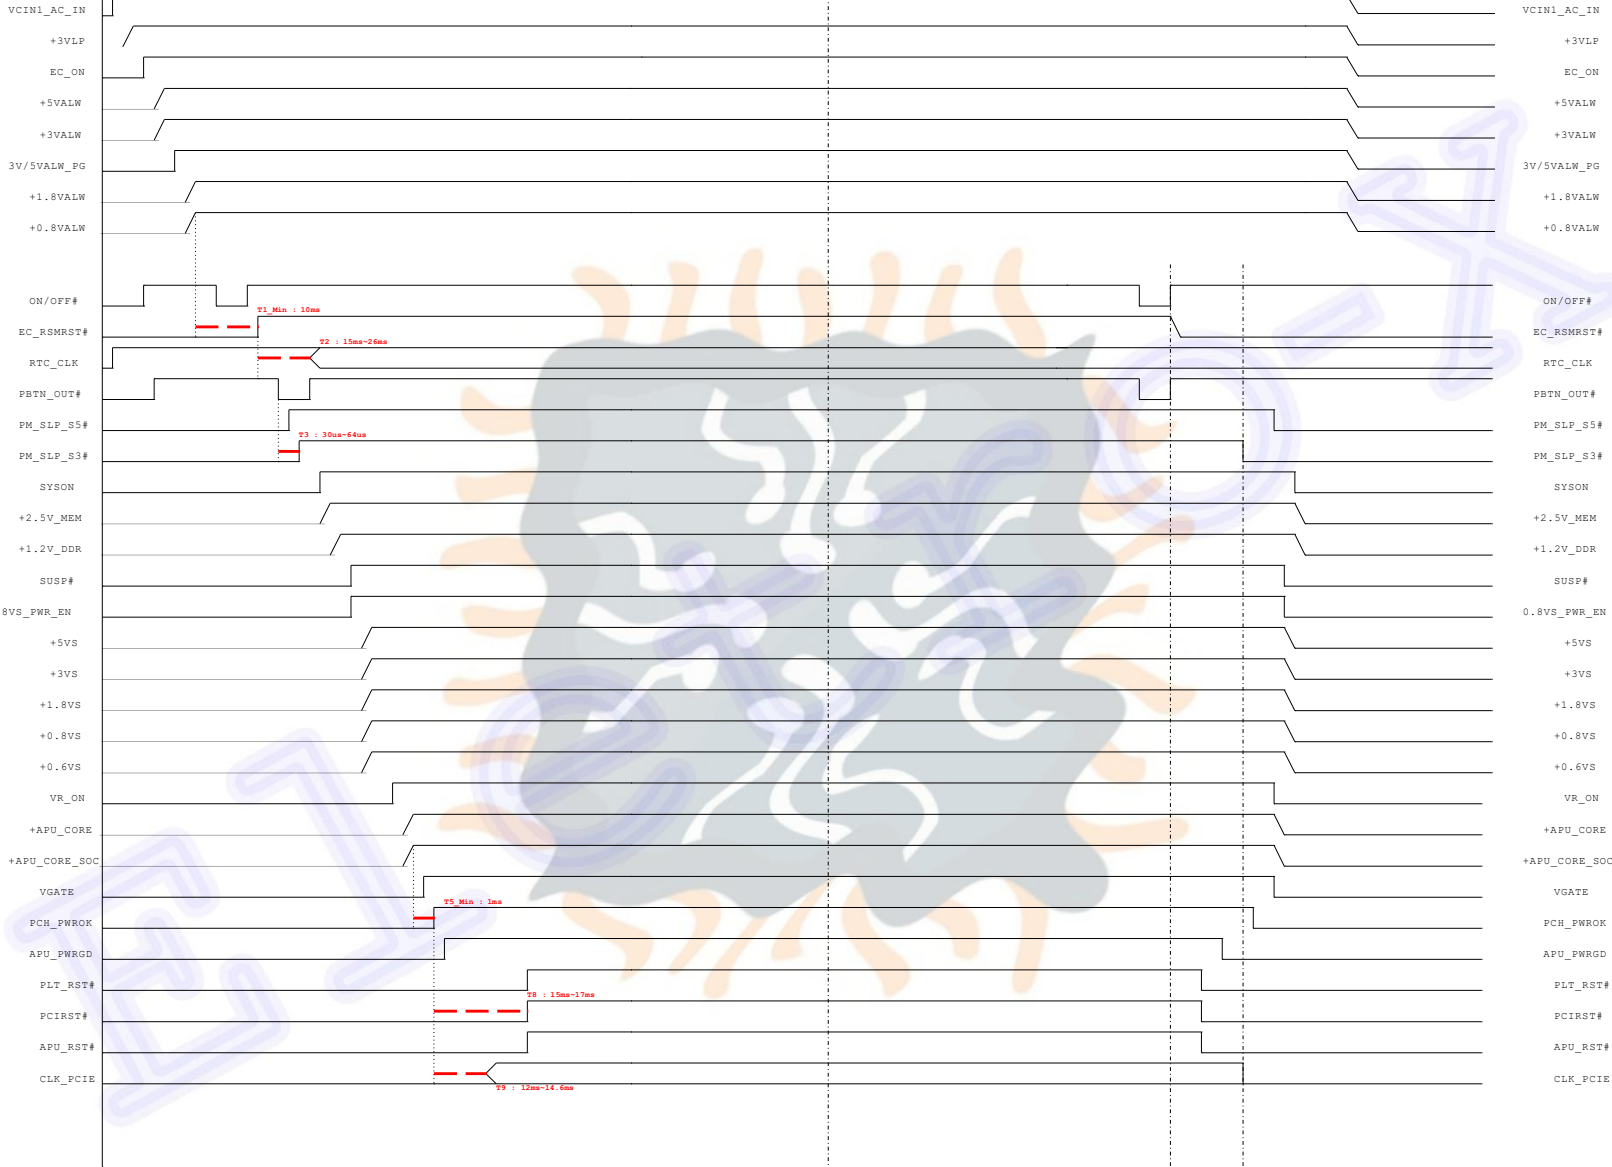 VCIN1_AC_IN VCIN1_AC_IN
+3VLP +3VLP
EC_ON EC_ON
+5VALW +5VALW
+3VALW +3VALW
3V/5VALW_PG 3V/5VALW_PG
+1.8VALW +1.8VALW
+0.8VALW +0.8VALW
ON/OFF# ON/OFF#
T1_Min : 10ms
EC_RSMRST# EC_RSMRST#
T2 : 15ms~26ms
RTC_CLK RTC_CLK
PBTN_OUT# PBTN_OUT#
PM_SLP_S5# PM_SLP_S5#
T3 : 30us~64us
PM_SLP_S3# PM_SLP_S3#
SYSON SYSON
+2.5V_MEM +2.5V_MEM
+1.2V_DDR +1.2V_DDR
SUSP# SUSP#
8VS_PWR_EN 0.8VS_PWR_EN
+5VS +5VS
+3VS +3VS
+1.8VS +1.8VS
+0.8VS +0.8VS
+0.6VS +0.6VS
VR_ON VR_ON
+APU_CORE +APU_CORE
+APU_CORE_SOC +APU_CORE_SOC
VGATE VGATE
T5_Min : 1ms
PCH_PWROK PCH_PWROK
APU_PWRGD APU_PWRGD
PLT_RST# PLT_RST#
T8 : 15ms~17ms
PCIRST# PCIRST#
APU_RST# APU_RST#
CLK_PCIE CLK_PCIE
T9 : 12ms~14.6ms